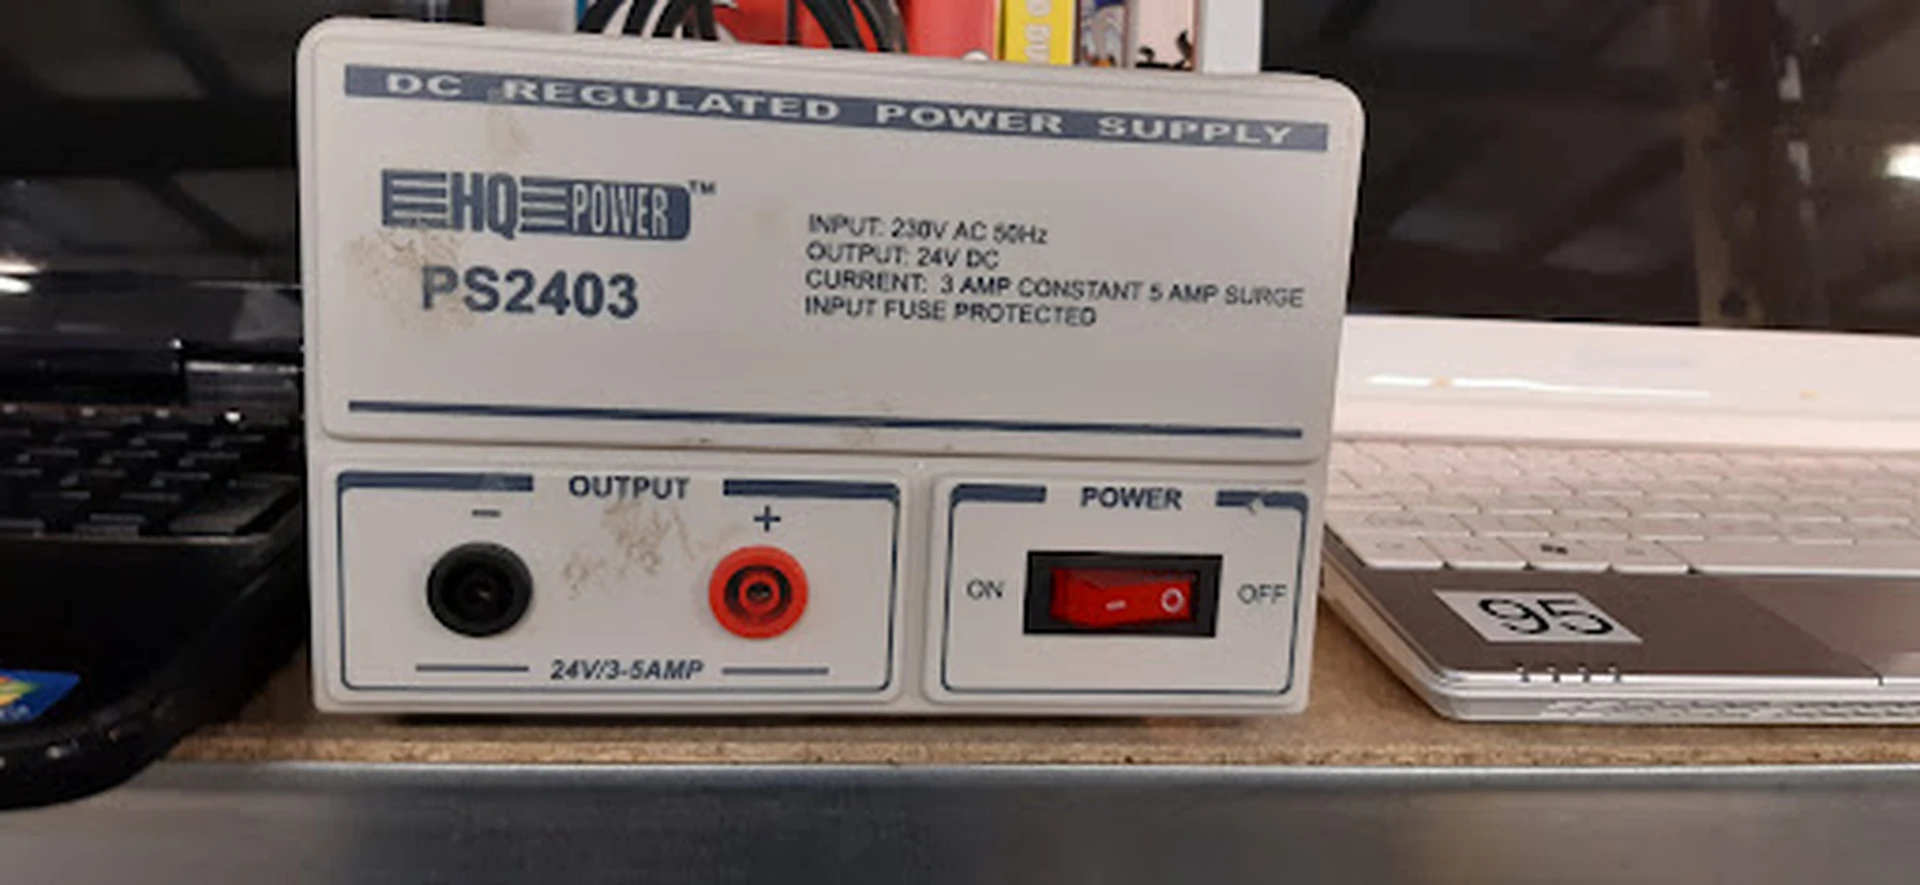 DC REGULATED POWER SUPPLY
HQ POWER™
PS2403
INPUT: 230V AC 50Hz
OUTPUT: 24V DC
CURRENT: 3 AMP CONSTANT 5 AMP SURGE
INPUT FUSE PROTECTED
OUTPUT
POWER
− +
ON OFF
24V/3-5AMP
95